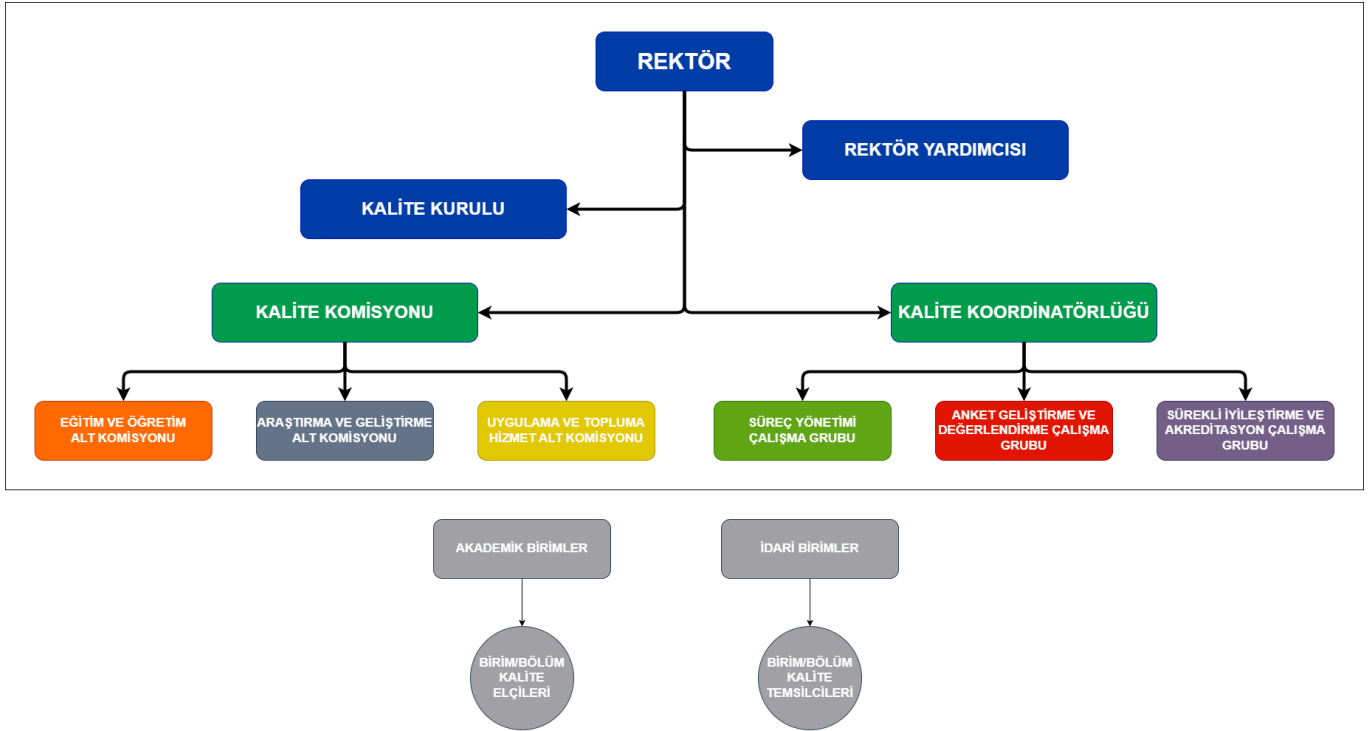 REKTÖR
REKTÖR YARDIMCISI
KALİTE KURULU
KALİTE KOMİSYONU
KALİTE KOORDİNATÖRLÜĞÜ
EĞİTİM VE ÖĞRETİM
ALT KOMİSYONU
ARAŞTIRMA VE GELİŞTİRME
ALT KOMİSYONU
UYGULAMA VE TOPLUMA
HİZMET ALT KOMİSYONU
SÜREÇ YÖNETİMİ
ÇALIŞMA GRUBU
ANKET GELİŞTİRME VE
DEĞERLENDİRME ÇALIŞMA
GRUBU
SÜREKLİ İYİLEŞTİRME VE
AKREDİTASYON ÇALIŞMA
GRUBU
AKADEMİK BİRİMLER
İDARİ BİRİMLER
BİRİM/BÖLÜM
KALİTE
ELÇİLERİ
BİRİM/BÖLÜM
KALİTE
TEMSİLCİLERİ